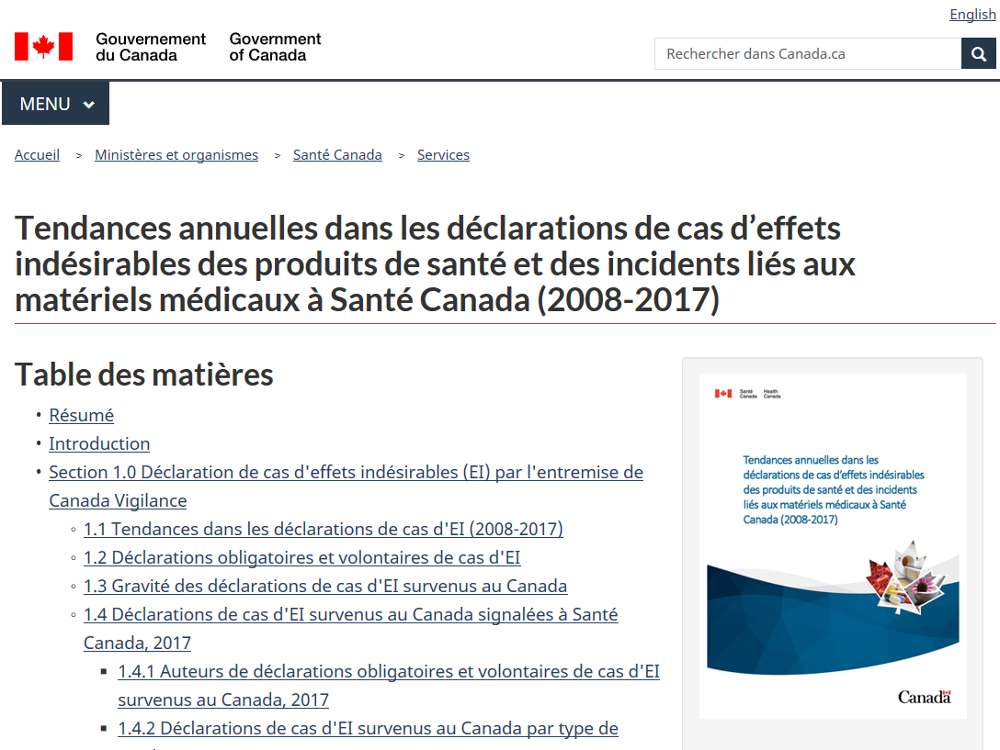 English
Gouvernement
du Canada
Government
of Canada
Rechercher dans Canada.ca
MENU
Accueil > Ministères et organismes > Santé Canada > Services
Tendances annuelles dans les déclarations de cas d’effets
indésirables des produits de santé et des incidents liés aux
matériels médicaux à Santé Canada (2008-2017)
Table des matières
• Résumé
• Introduction
• Section 1.0 Déclaration de cas d'effets indésirables (EI) par l'entremise de
Canada Vigilance
◦ 1.1 Tendances dans les déclarations de cas d'EI (2008-2017)
◦ 1.2 Déclarations obligatoires et volontaires de cas d'EI
◦ 1.3 Gravité des déclarations de cas d'EI survenus au Canada
◦ 1.4 Déclarations de cas d'EI survenus au Canada signalées à Santé
Canada, 2017
▪ 1.4.1 Auteurs de déclarations obligatoires et volontaires de cas d'EI
survenus au Canada, 2017
▪ 1.4.2 Déclarations de cas d'EI survenus au Canada par type de
Santé
Canada
Health
Canada
Tendances annuelles dans les
déclarations de cas d’effets indésirables
des produits de santé et des incidents
liés aux matériels médicaux à Santé
Canada (2008-2017)
Canada